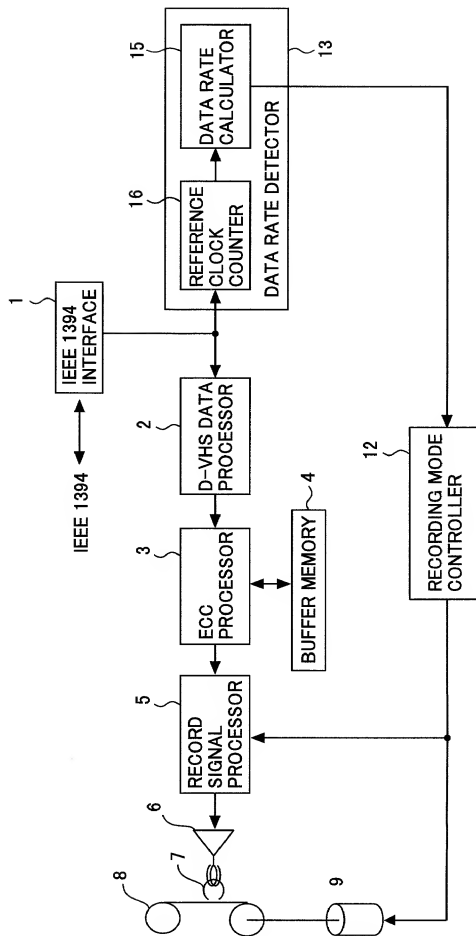 IEEE 1394
1
IEEE 1394
INTERFACE
2
D-VHS DATA
PROCESSOR
3
ECC
PROCESSOR
4
BUFFER MEMORY
5
RECORD
SIGNAL
PROCESSOR
6
7
8
9
16
REFERENCE
CLOCK
COUNTER
15
DATA RATE
CALCULATOR
DATA RATE DETECTOR
13
12
RECORDING MODE
CONTROLLER